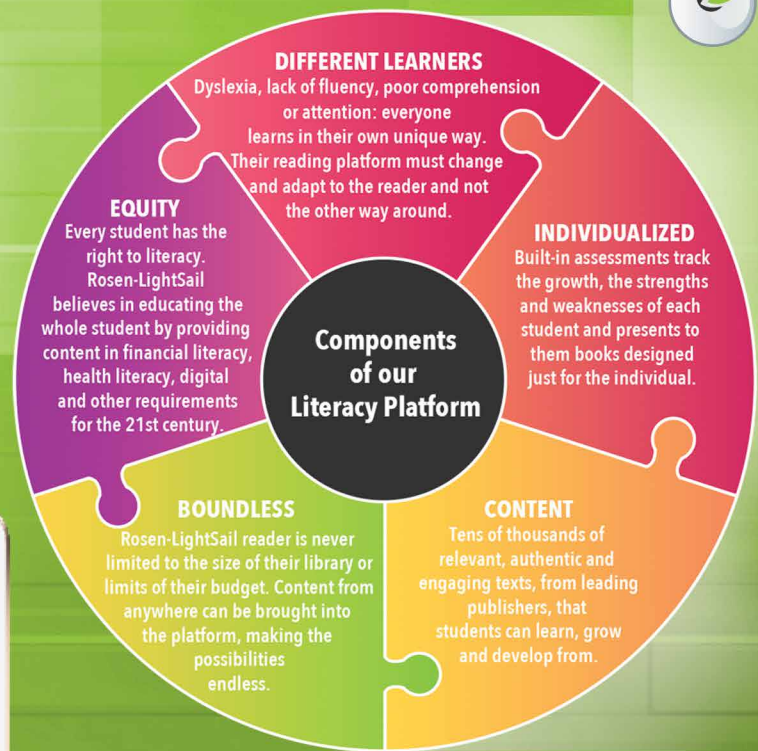 DIFFERENT LEARNERS
Dyslexia, lack of fluency, poor comprehension
or attention: everyone
learns in their own unique way.
Their reading platform must change
and adapt to the reader and not
the other way around.
INDIVIDUALIZED
Built-in assessments track
the growth, the strengths
and weaknesses of each
student and presents to
them books designed
just for the individual.
CONTENT
Tens of thousands of
relevant, authentic and
engaging texts, from leading
publishers, that
students can learn, grow
and develop from.
BOUNDLESS
Rosen-LightSail reader is never
limited to the size of their library or
limits of their budget. Content from
anywhere can be brought into
the platform, making the
possibilities
endless.
EQUITY
Every student has the
right to literacy.
Rosen-LightSail
believes in educating the
whole student by providing
content in financial literacy,
health literacy, digital
and other requirements
for the 21st century.
Components
of our
Literacy Platform